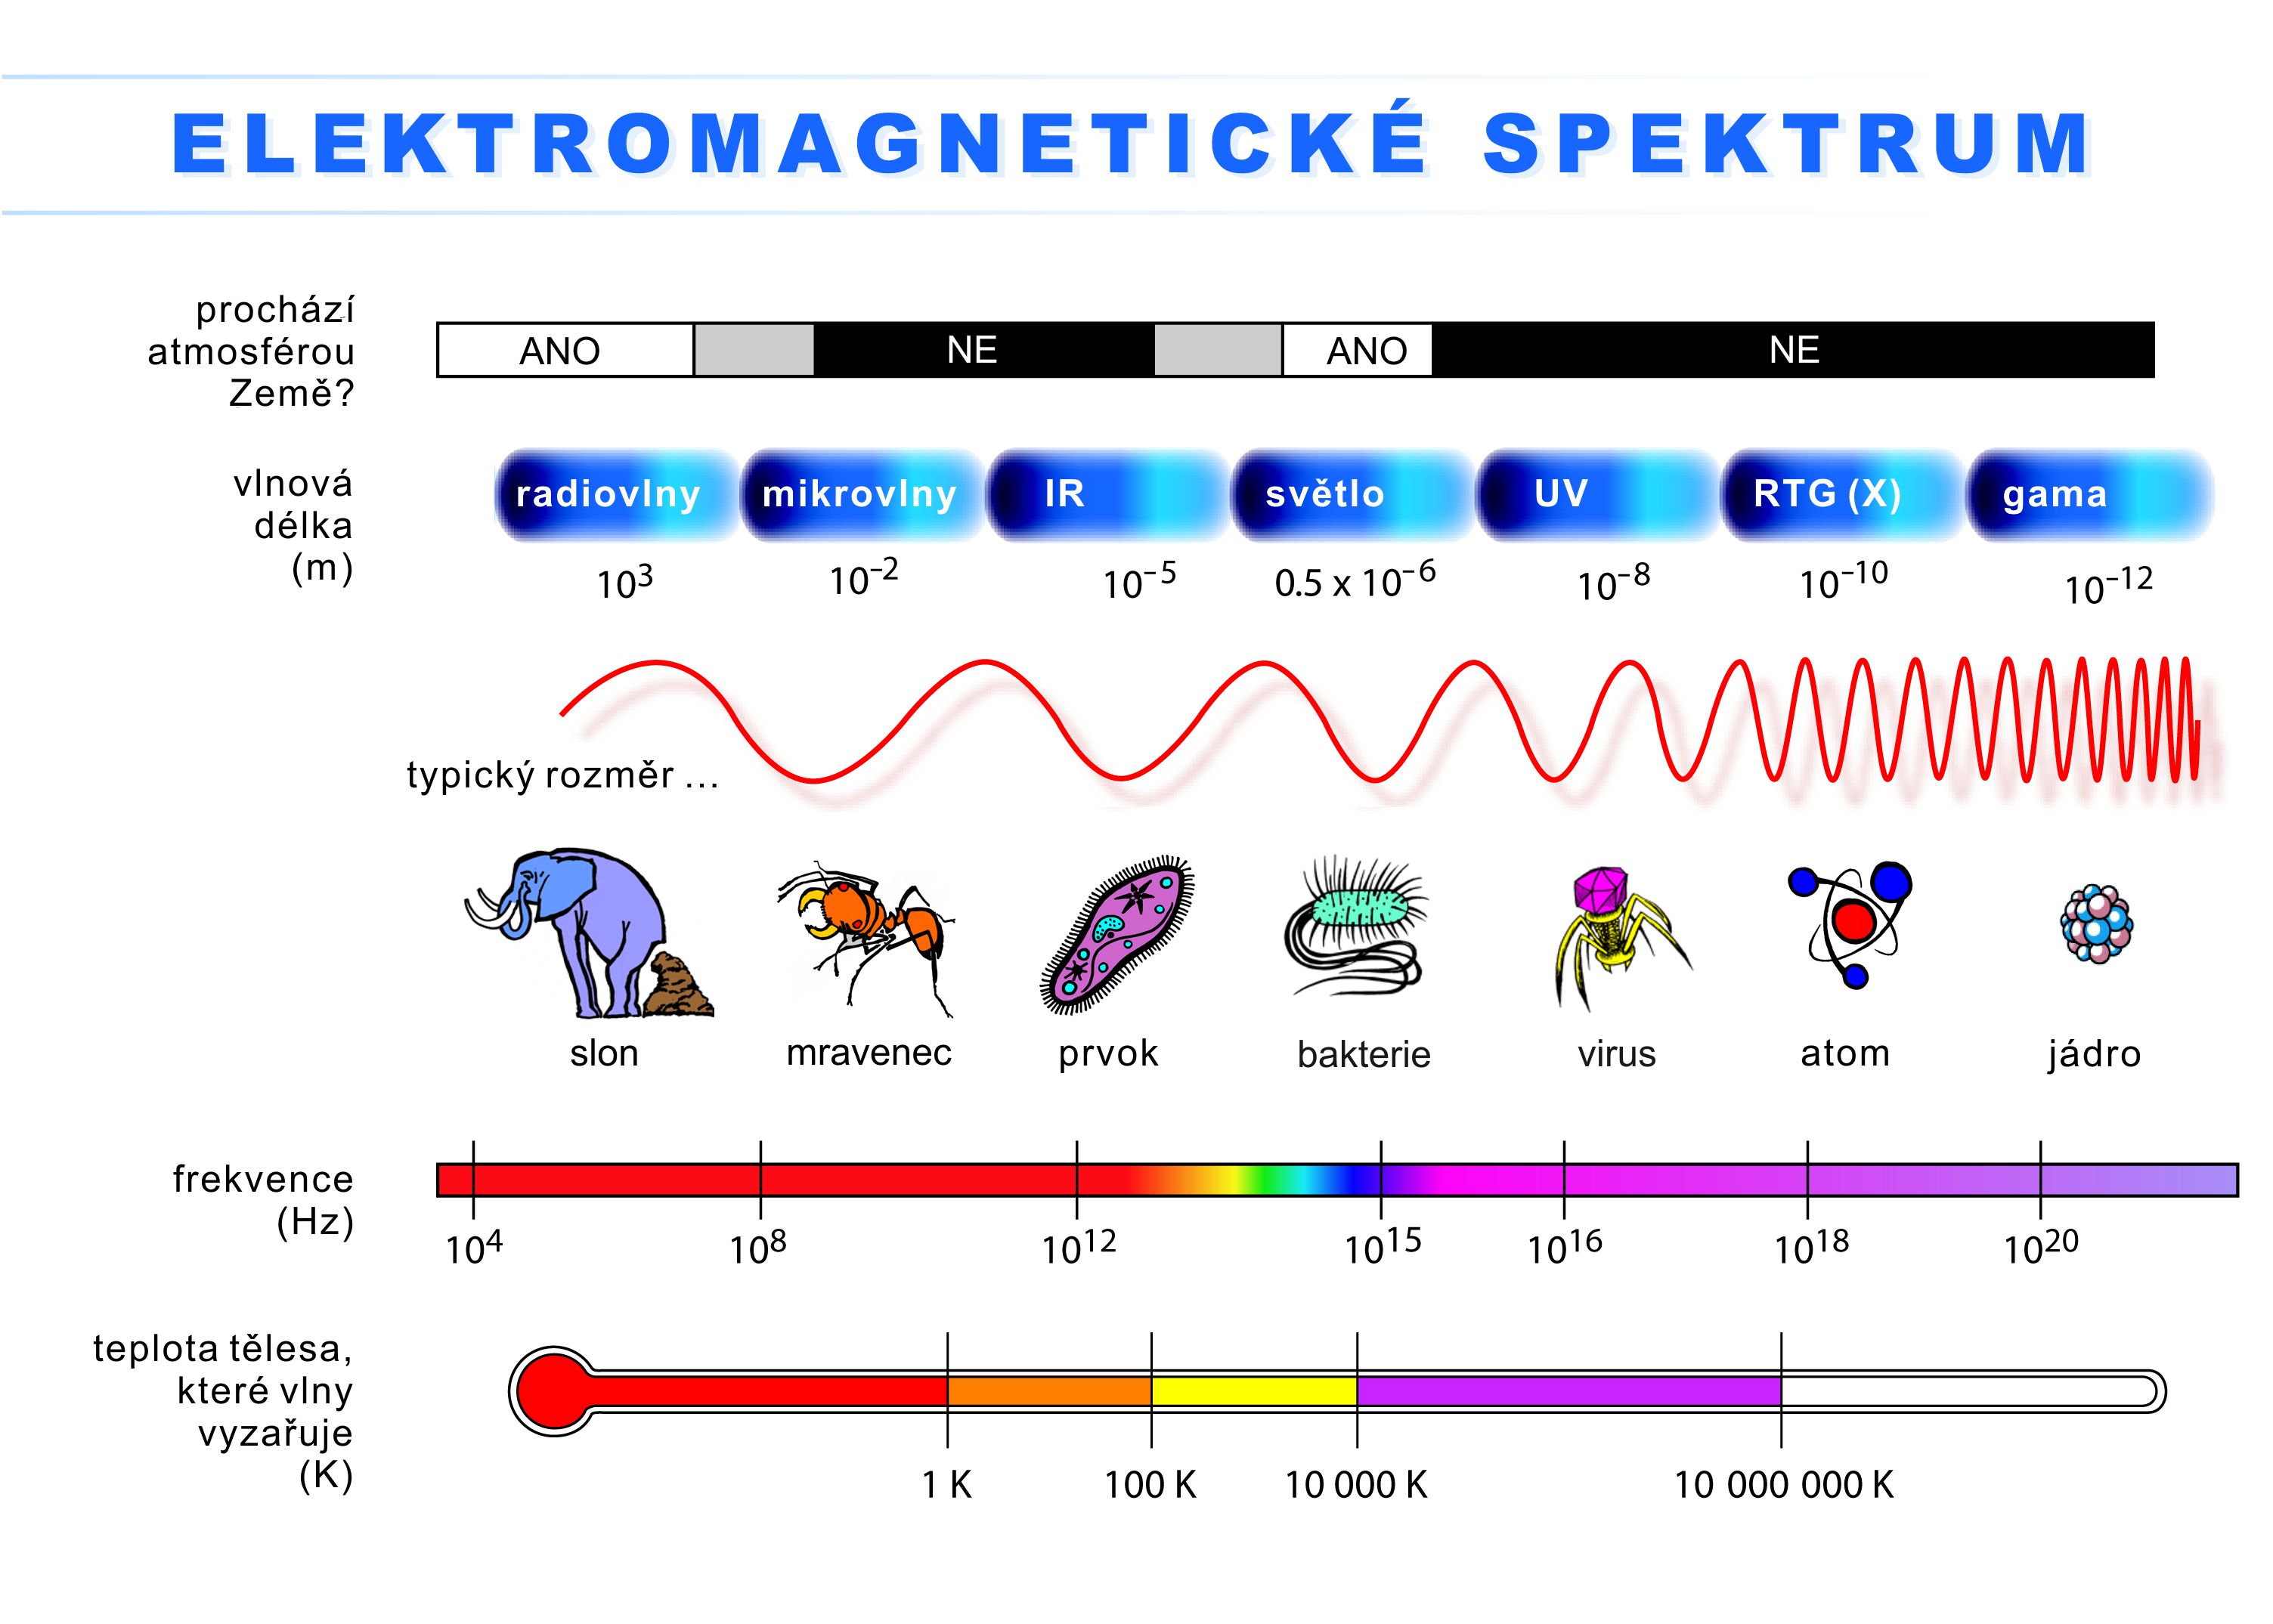 ELEKTROMAGNETICKÉ SPEKTRUM
prochází
atmosférou
Země?
ANO
NE
ANO
NE
vlnová
délka
(m)
radiovlny
mikrovlny
IR
světlo
UV
RTG (X)
gama
10³
10⁻²
10⁻⁵
0.5 x 10⁻⁶
10⁻⁸
10⁻¹⁰
10⁻¹²
typický rozměr ...
slon
mravenec
prvok
bakterie
virus
atom
jádro
frekvence
(Hz)
10⁴
10⁸
10¹²
10¹⁵
10¹⁶
10¹⁸
10²⁰
teplota tělesa,
které vlny
vyzařuje
(K)
1 K
100 K
10 000 K
10 000 000 K